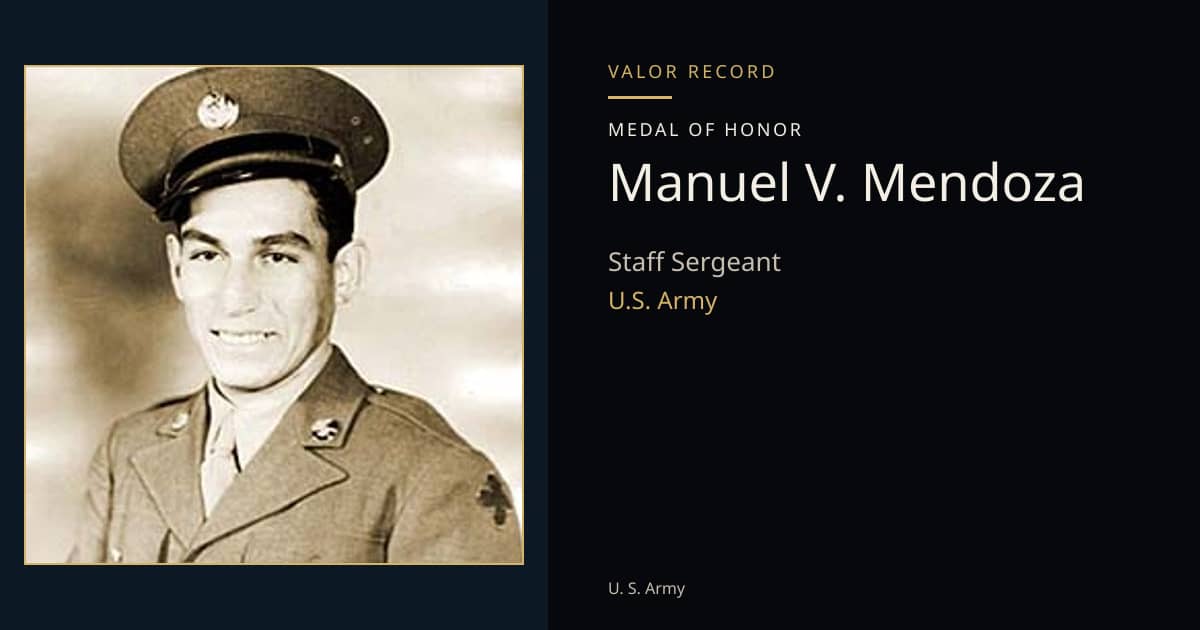 VALOR RECORD
MEDAL OF HONOR
Manuel V. Mendoza
Staff Sergeant
U.S. Army
U. S. Army